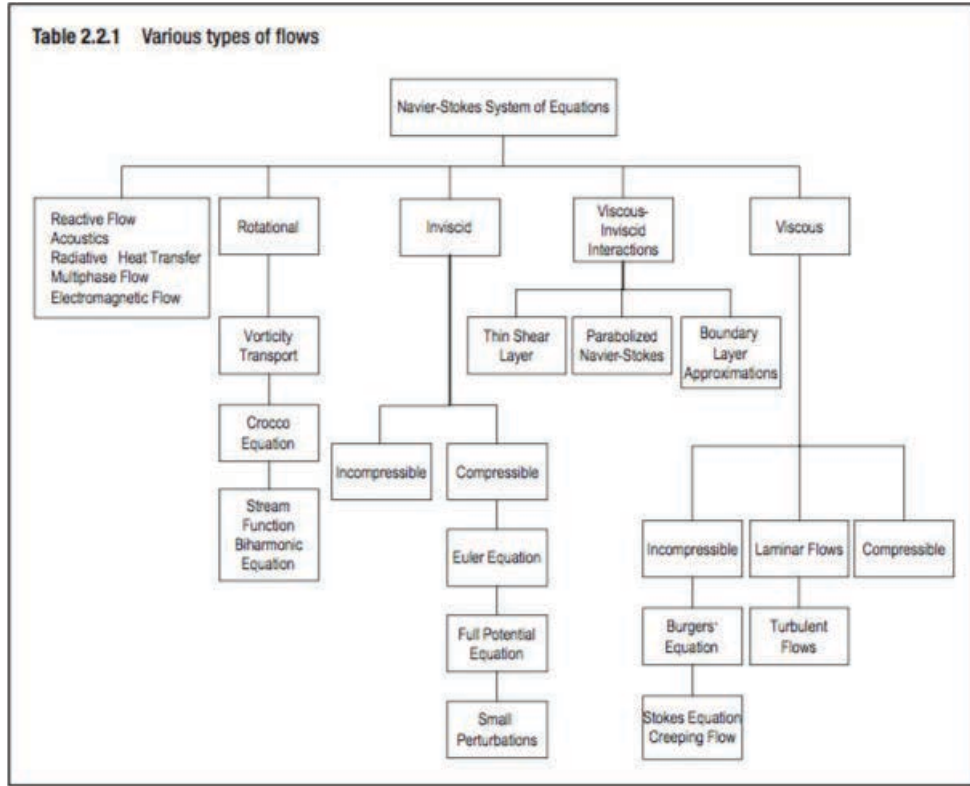 Table 2.2.1 Various types of flows
Navier-Stokes System of Equations
Reactive Flow
Acoustics
Radiative Heat Transfer
Multiphase Flow
Electromagnetic Flow
Rotational
Inviscid
Viscous-
Inviscid
Interactions
Viscous
Vorticity
Transport
Thin Shear
Layer
Parabolized
Navier-Stokes
Boundary
Layer
Approximations
Crocco
Equation
Incompressible
Compressible
Stream
Function
Biharmonic
Equation
Euler Equation
Incompressible
Laminar Flows
Compressible
Full Potential
Equation
Burgers'
Equation
Turbulent
Flows
Small
Perturbations
Stokes Equation
Creeping Flow